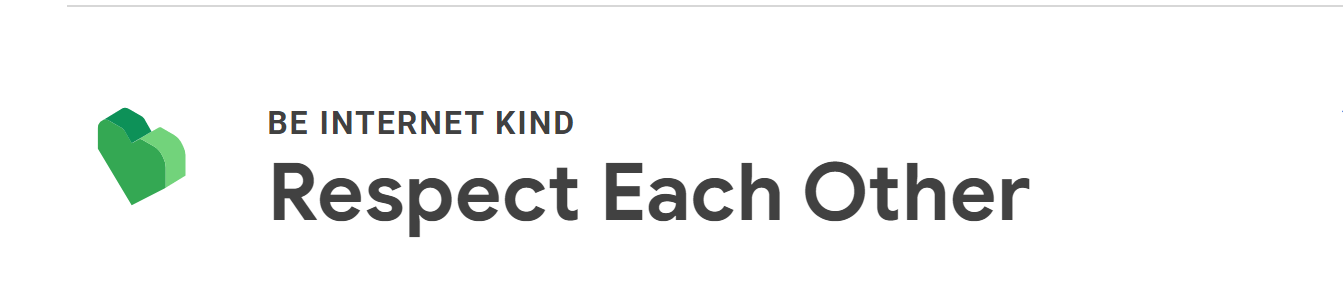 BE INTERNET KIND
Respect Each Other